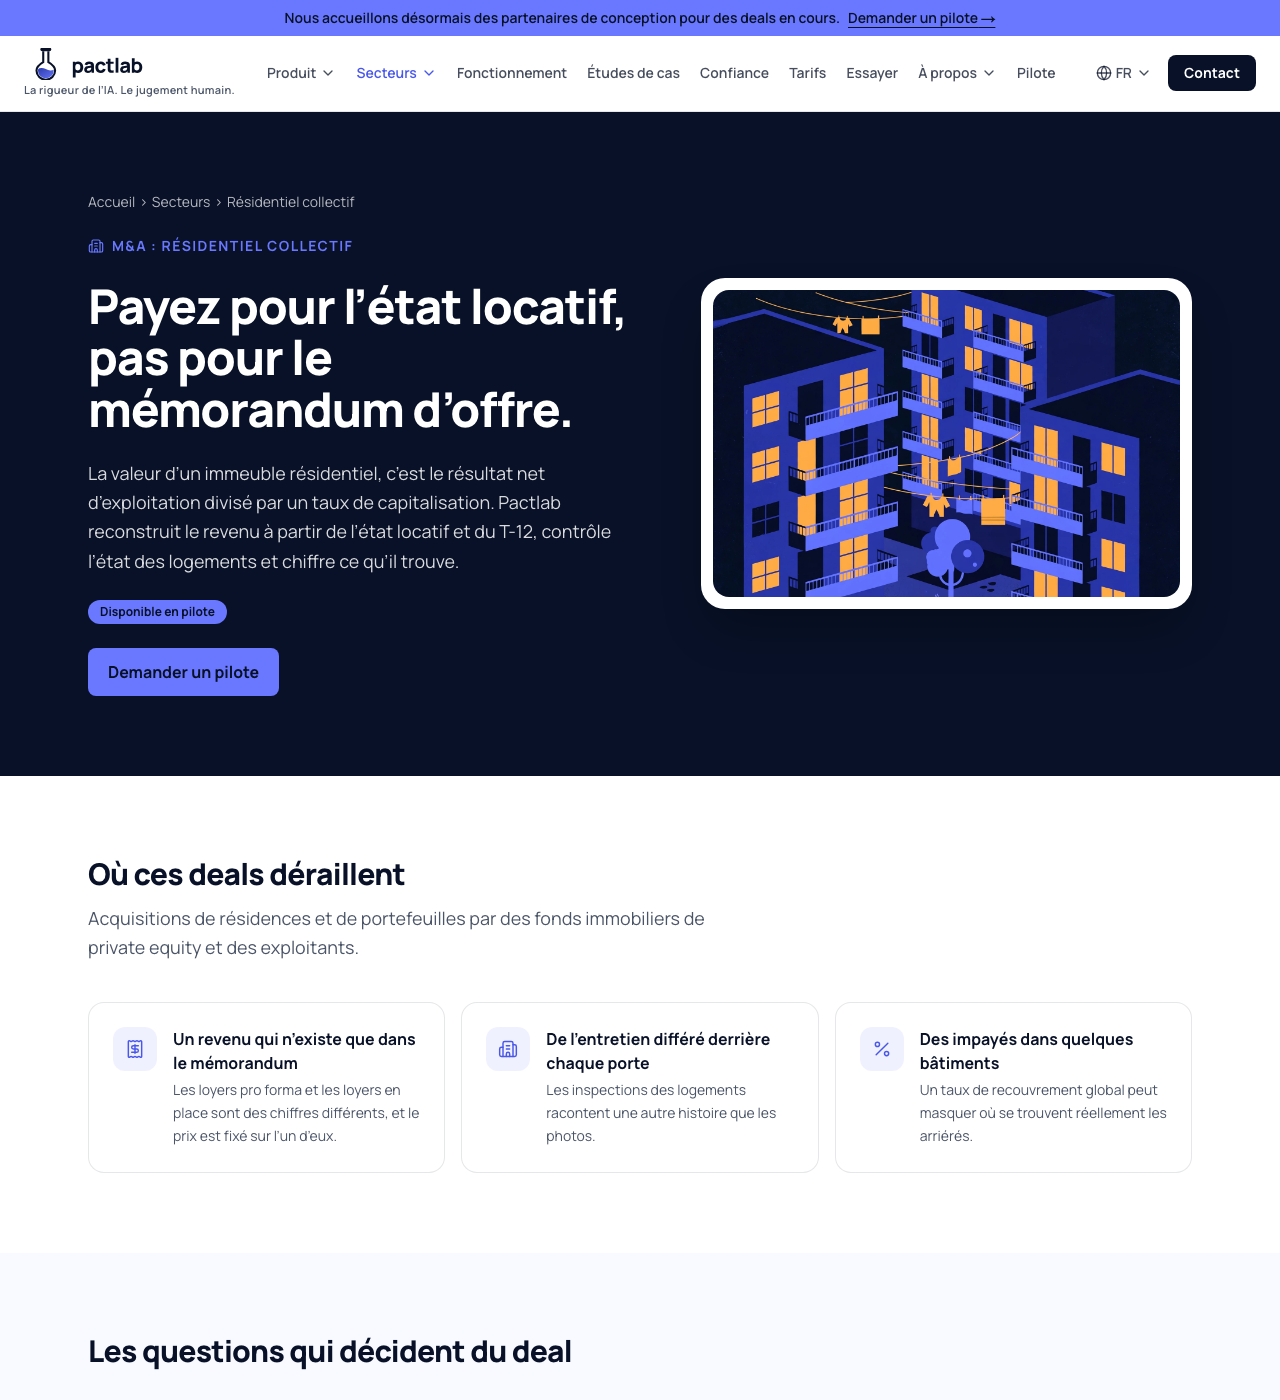 Nous accueillons désormais des partenaires de conception pour des deals en cours. Demander un pilote →
pactlab
La rigueur de l'IA. Le jugement humain.
Produit
Secteurs
Fonctionnement
Études de cas
Confiance
Tarifs
Essayer
À propos
Pilote
FR
Contact
Accueil > Secteurs > Résidentiel collectif
M&A : RÉSIDENTIEL COLLECTIF
Payez pour l’état locatif,
pas pour le
mémorandum d’offre.
La valeur d’un immeuble résidentiel, c’est le résultat net
d’exploitation divisé par un taux de capitalisation. Pactlab
reconstruit le revenu à partir de l’état locatif et du T-12, contrôle
l’état des logements et chiffre ce qu’il trouve.
Disponible en pilote
Demander un pilote
Où ces deals déraillent
Acquisitions de résidences et de portefeuilles par des fonds immobiliers de
private equity et des exploitants.
Un revenu qui n’existe que dans
le mémorandum
Les loyers pro forma et les loyers en
place sont des chiffres différents, et le
prix est fixé sur l’un d’eux.
De l’entretien différé derrière
chaque porte
Les inspections des logements
racontent une autre histoire que les
photos.
Des impayés dans quelques
bâtiments
Un taux de recouvrement global peut
masquer où se trouvent réellement les
arriérés.
Les questions qui décident du deal